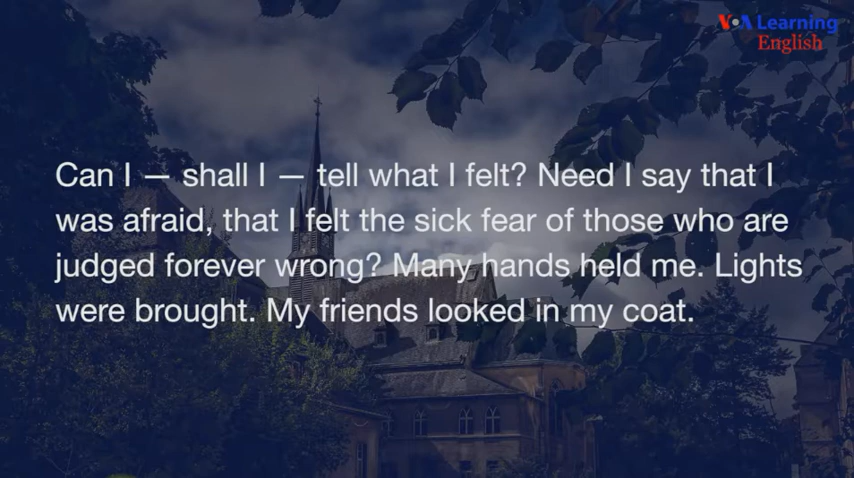 VOA Learning
English
Can I — shall I — tell what I felt? Need I say that I
was afraid, that I felt the sick fear of those who are
judged forever wrong? Many hands held me. Lights
were brought. My friends looked in my coat.